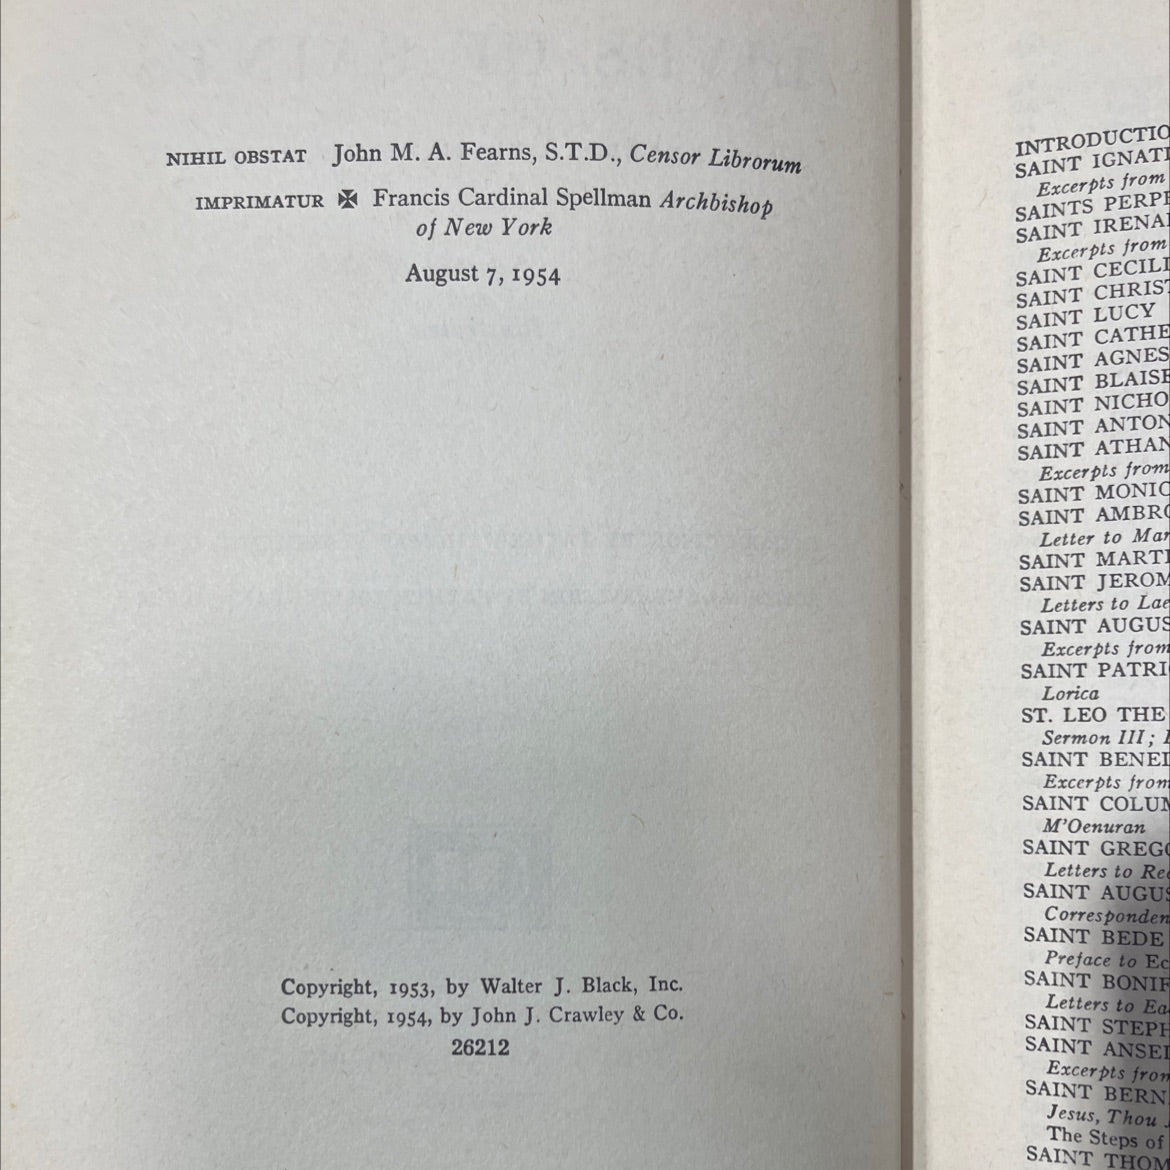 NIHIL OBSTAT John M. A. Fearns, S.T.D., Censor Librorum
IMPRIMATUR ✠ Francis Cardinal Spellman Archbishop
of New York
August 7, 1954
Copyright, 1953, by Walter J. Black, Inc.
Copyright, 1954, by John J. Crawley & Co.
26212
INTRODUCTIO
SAINT IGNATI
Excerpts from
SAINTS PERPE
SAINT IRENA
Excerpts from
SAINT CECILI
SAINT CHRIST
SAINT LUCY
SAINT CATHE
SAINT AGNES
SAINT BLAISE
SAINT NICHO
SAINT ANTON
SAINT ATHAN
Excerpts from
SAINT MONIC
SAINT AMBRO
Letter to Mar
SAINT MARTI
SAINT JEROM
Letters to Lae
SAINT AUGUS
Excerpts from
SAINT PATRI
Lorica
ST. LEO THE
Sermon III;
SAINT BENEI
Excerpts from
SAINT COLUM
M'Oenuran
SAINT GREGO
Letters to Rec
SAINT AUGUS
Corresponden
SAINT BEDE
Preface to Ec
SAINT BONIF
Letters to Ea
SAINT STEPH
SAINT ANSEL
Excerpts from
SAINT BERN
Jesus, Thou J
The Steps of
SAINT THOM